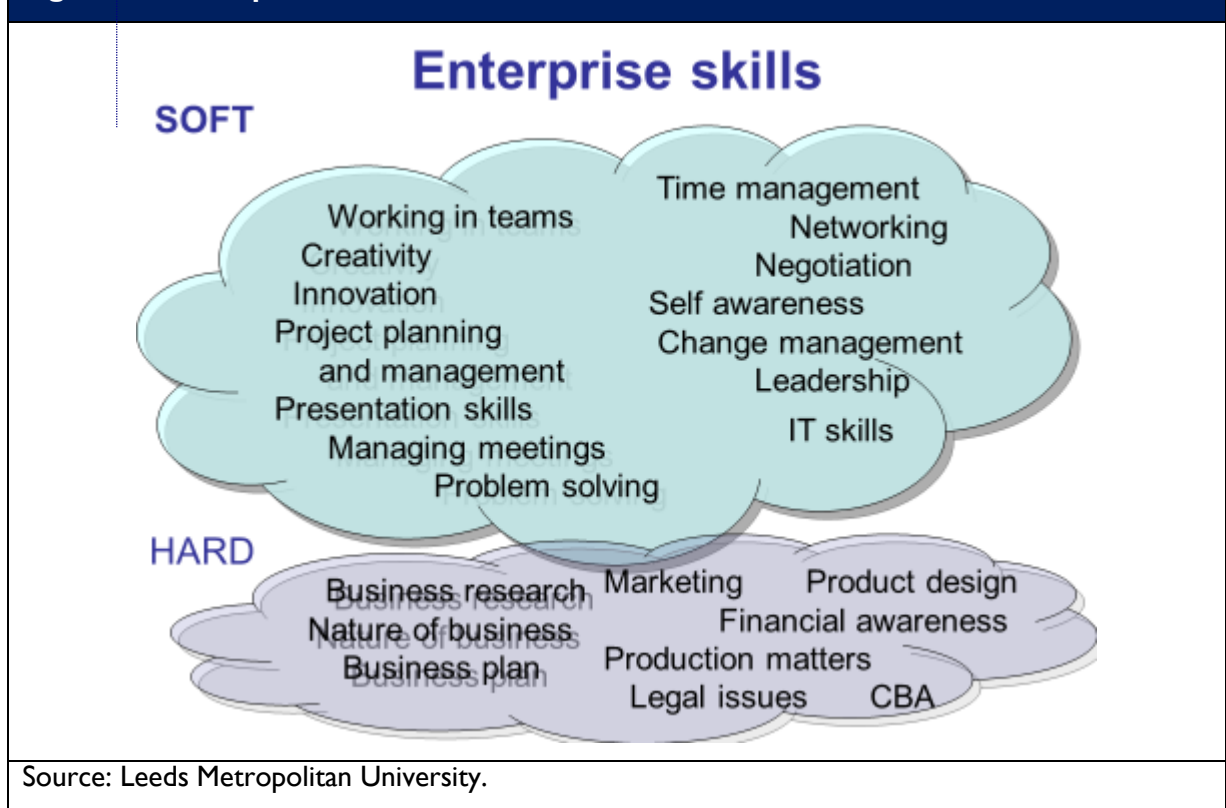 Enterprise skills
SOFT
Working in teams
Creativity
Innovation
Project planning
and management
Presentation skills
Managing meetings
Problem solving
Time management
Networking
Negotiation
Self awareness
Change management
Leadership
IT skills
HARD
Business research
Nature of business
Business plan
Marketing
Product design
Financial awareness
Production matters
Legal issues
CBA
Source: Leeds Metropolitan University.